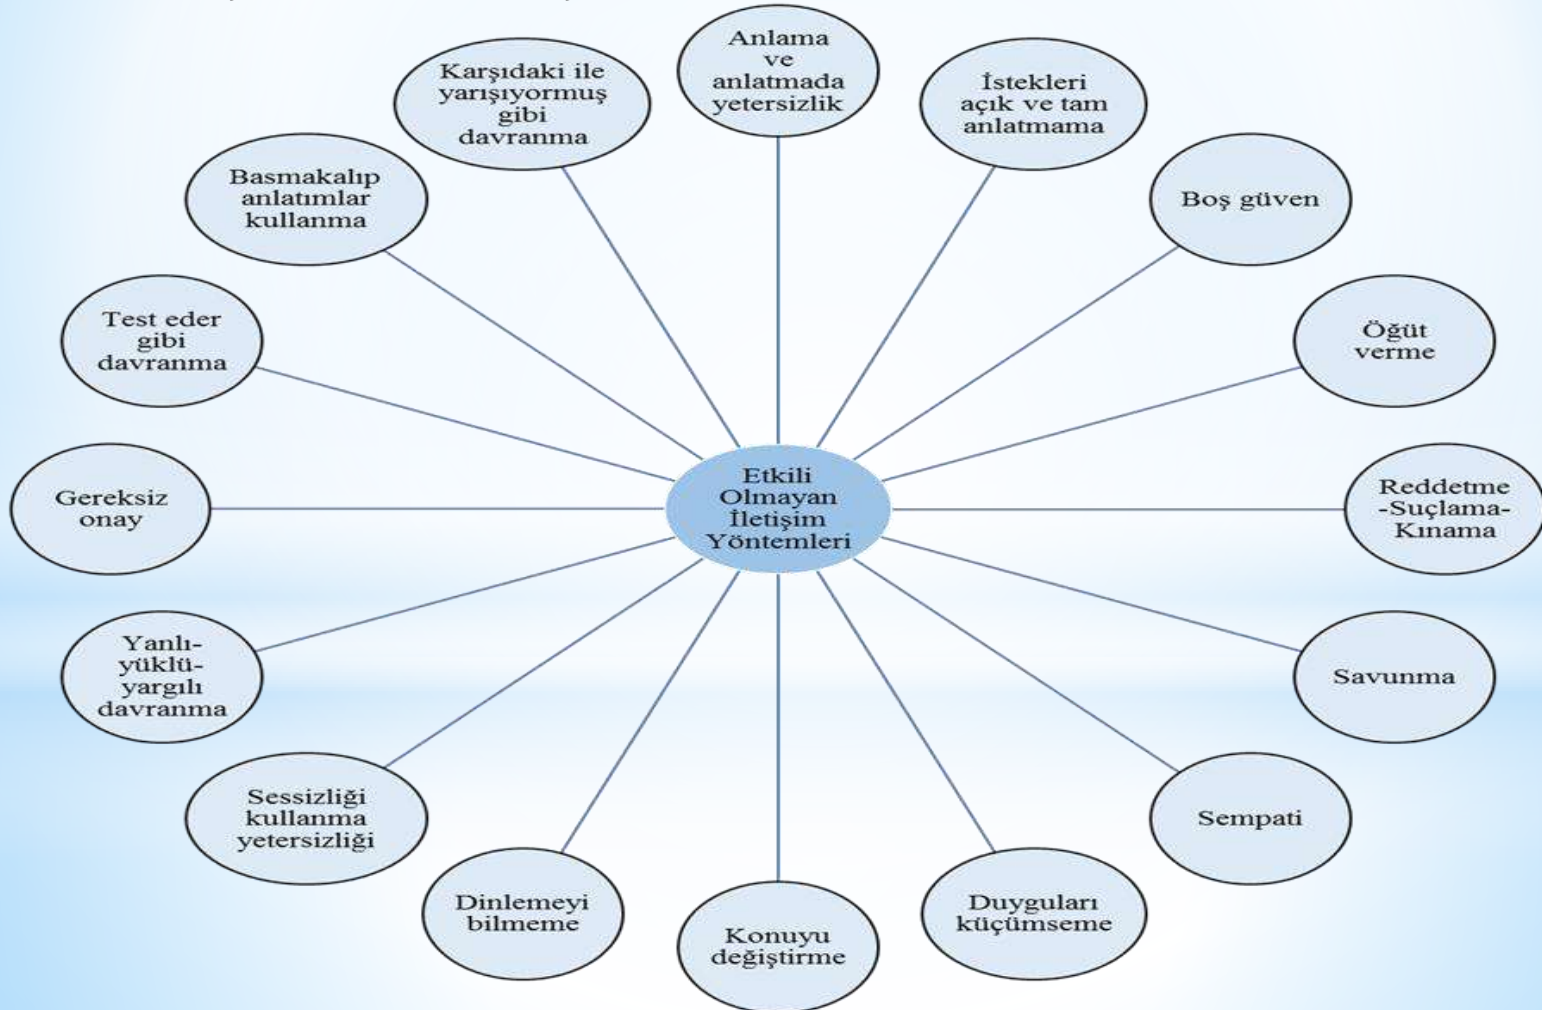 Anlama
ve
anlatmada
yetersizlik
İstekleri
açık ve tam
anlatmama
Boş güven
Öğüt
verme
Reddetme
-Suçlama-
Kınama
Savunma
Sempati
Duyguları
küçümseme
Konuyu
değiştirme
Dinlemeyi
bilmeme
Sessizliği
kullanma
yetersizliği
Yanlı-
yüklü-
yargılı
davranma
Gereksiz
onay
Test eder
gibi
davranma
Basmakalıp
anlatımlar
kullanma
Karşıdaki ile
yarışıyormuş
gibi
davranma
Etkili
Olmayan
İletişim
Yöntemleri